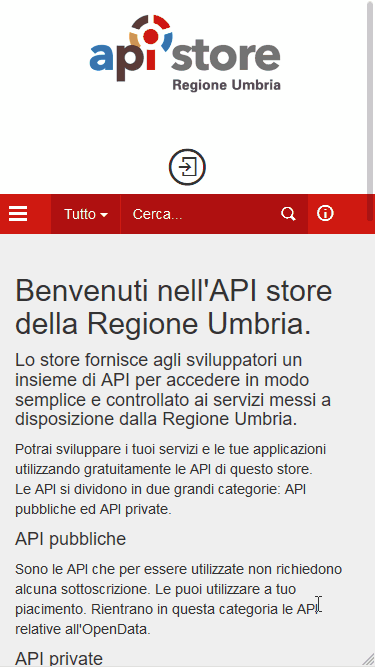 api store
Regione Umbria
Tutto
Cerca...
Benvenuti nell'API store
della Regione Umbria.
Lo store fornisce agli sviluppatori un
insieme di API per accedere in modo
semplice e controllato ai servizi messi a
disposizione dalla Regione Umbria.
Potrai sviluppare i tuoi servizi e le tue applicazioni
utilizzando gratuitamente le API di questo store.
Le API si dividono in due grandi categorie: API
pubbliche ed API private.
API pubbliche
Sono le API che per essere utilizzate non richiedono
alcuna sottoscrizione. Le puoi utilizzare a tuo
piacimento. Rientrano in questa categoria le API
relative all'OpenData.
API private